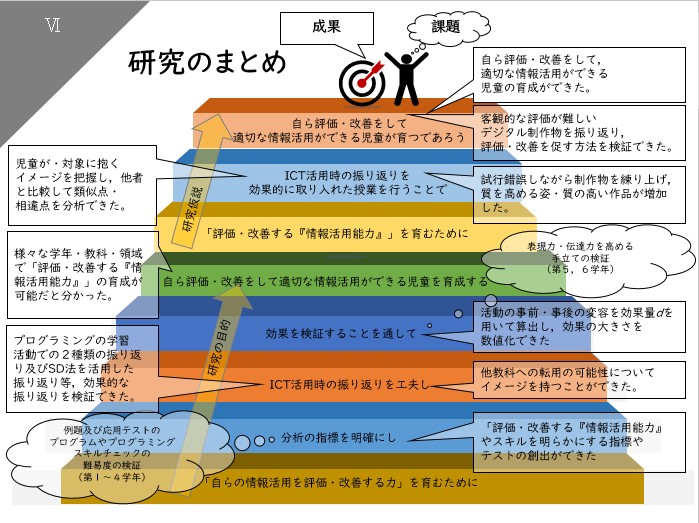 Ⅵ
成果
課題
研究のまとめ
自ら評価・改善をして，
適切な情報活用ができる
児童の育成ができた。
客観的な評価が難しい
デジタル制作物を振り返り，
評価・改善を促す方法を検証できた。
自ら評価・改善をして
適切な情報活用ができる児童が育つであろう
児童が・対象に抱く
イメージを把握し，他者
と比較して類似点・
相違点を分析できた。
ICT活用時の振り返りを
効果的に取り入れた授業を行うことで
試行錯誤しながら制作物を練り上げ，
質を高める姿・質の高い作品が増加
した。
研究仮説
「評価・改善する『情報活用能力』」を育むために
表現力・伝達力を高める
手立ての検証
（第５，６学年）
様々な学年・教科・領域
で「評価・改善する『情
報活用能力』」の育成が
可能だと分かった。
自ら評価・改善をして適切な情報活用ができる児童を育成する
活動の事前・事後の変容を効果量dを
用いて算出し，効果の大きさを
数値化できた
効果を検証することを通して
研究の目的
プログラミングの学習
活動での２種類の振り返
り及びSD法を活用した
振り返り等，効果的な
振り返りを検証できた。
ICT活用時の振り返りを工夫し
他教科への転用の可能性について
イメージを持つことができた。
例題及び応用テストの
プログラムやプログラミング
スキルチェックの
難易度の検証
（第１～４学年）
分析の指標を明確にし
「評価・改善する『情報活用能力』
やスキルを明らかにする指標や
テストの創出ができた
「自らの情報活用を評価・改善する力」を育むために